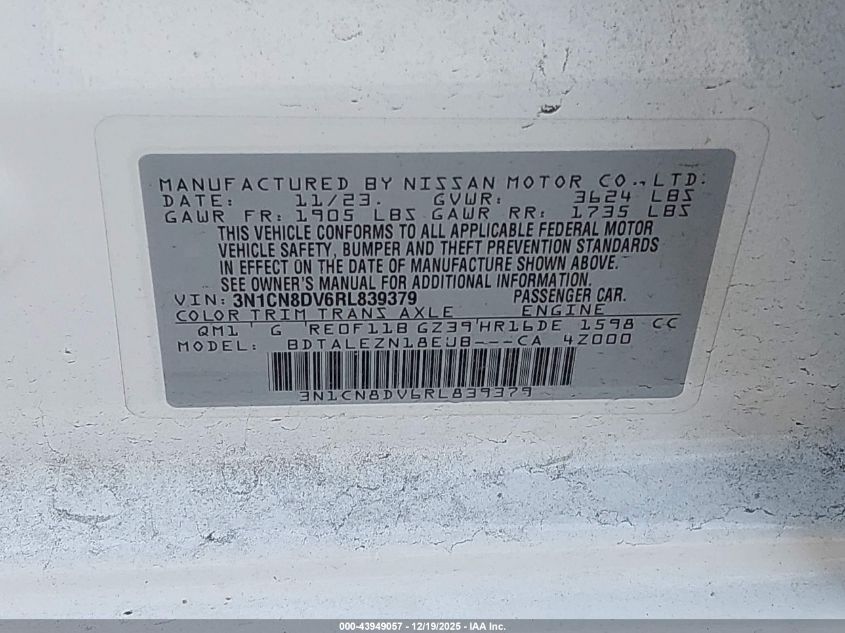 MANUFACTURED BY NISSAN MOTOR CO., LTD.
DATE: 11/23. GVWR: 3624 LBS
GAWR FR: 1905 LBS GAWR RR: 1735 LBS
THIS VEHICLE CONFORMS TO ALL APPLICABLE FEDERAL MOTOR
VEHICLE SAFETY, BUMPER AND THEFT PREVENTION STANDARDS
IN EFFECT ON THE DATE OF MANUFACTURE SHOWN ABOVE.
SEE OWNER'S MANUAL FOR ADDITIONAL INFORMATION.
VIN: 3N1CN8DV6RL839379 PASSENGER CAR.
COLOR TRIM TRANS AXLE ENGINE
QM1 G RE0F11B GZ39 HR16DE 1598 CC
MODEL: BDTALEZN18EUB---CA 4Z000
3N1CN8DV6RL839379
000-43949057 - 12/19/2025 - IAA Inc.